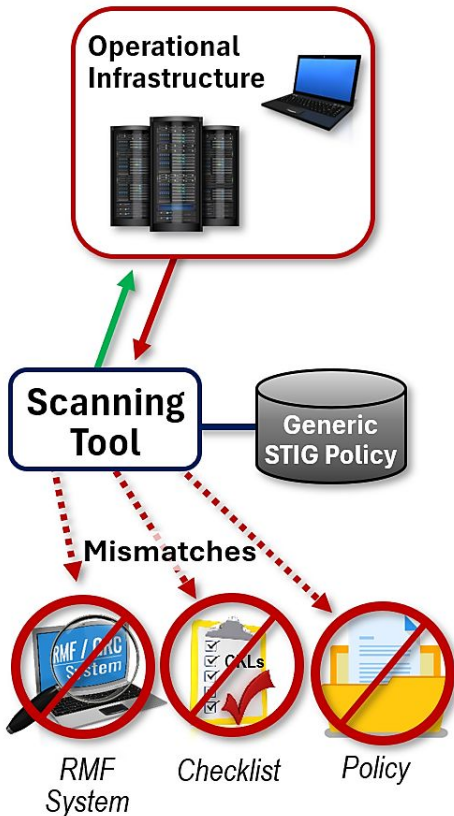 Operational
Infrastructure
Scanning
Tool
Generic
STIG Policy
Mismatches
RMF / GRC
System
CKLs
RMF
System
Checklist
Policy